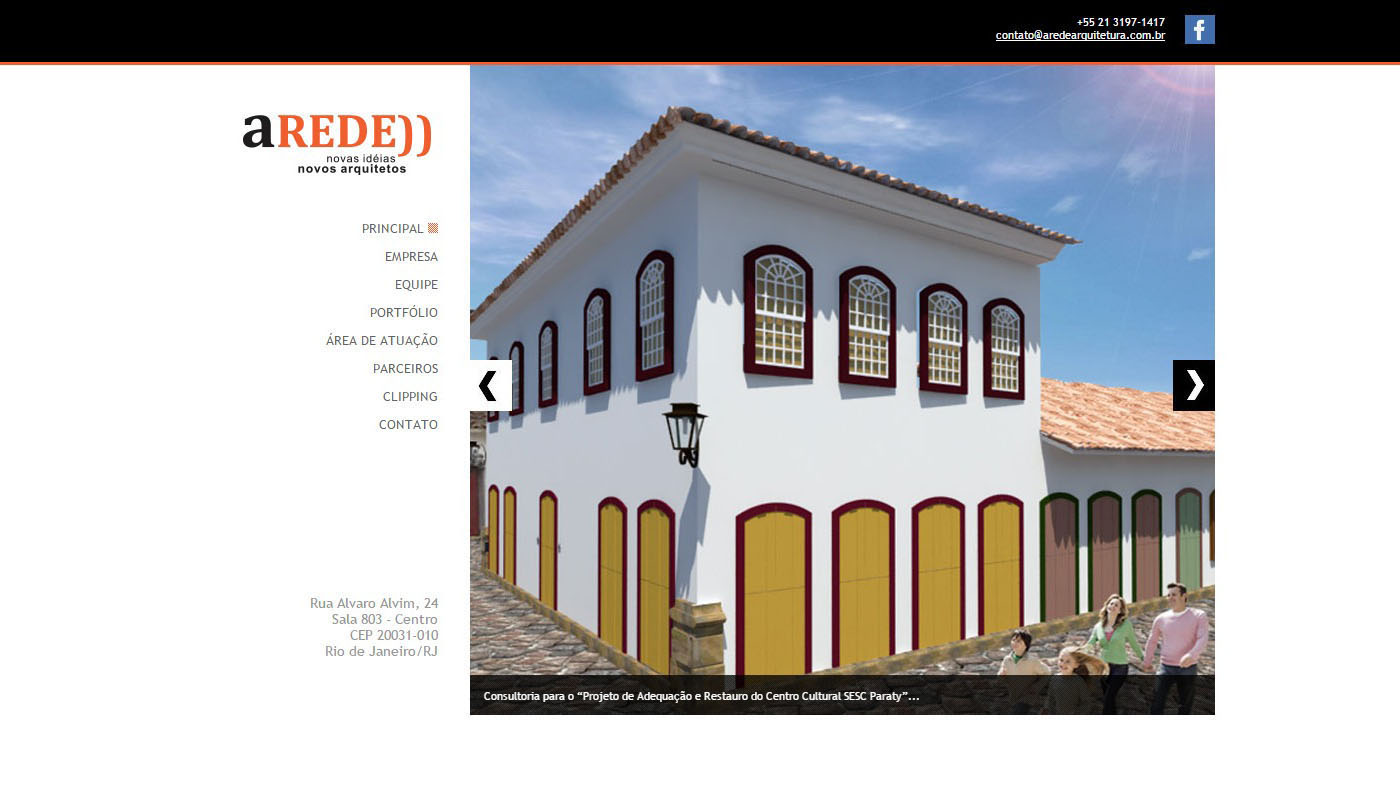 +55 21 3197-1417
contato@aredearquitetura.com.br
aREDE))
novas idéias
novos arquitetos
PRINCIPAL
EMPRESA
EQUIPE
PORTFÓLIO
ÁREA DE ATUAÇÃO
PARCEIROS
CLIPPING
CONTATO
Rua Alvaro Alvim, 24
Sala 803 - Centro
CEP 20031-010
Rio de Janeiro/RJ
Consultoria para o “Projeto de Adequação e Restauro do Centro Cultural SESC Paraty”...